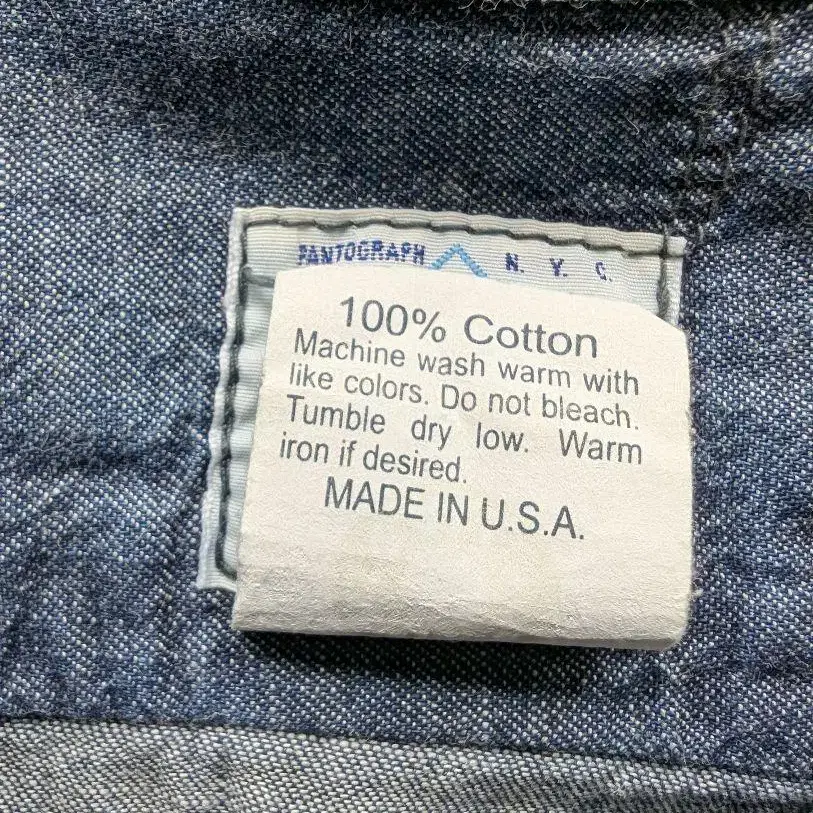 PANTOGRAPH N. Y. C.
100% Cotton
Machine wash warm with
like colors. Do not bleach.
Tumble dry low. Warm
iron if desired.
MADE IN U.S.A.